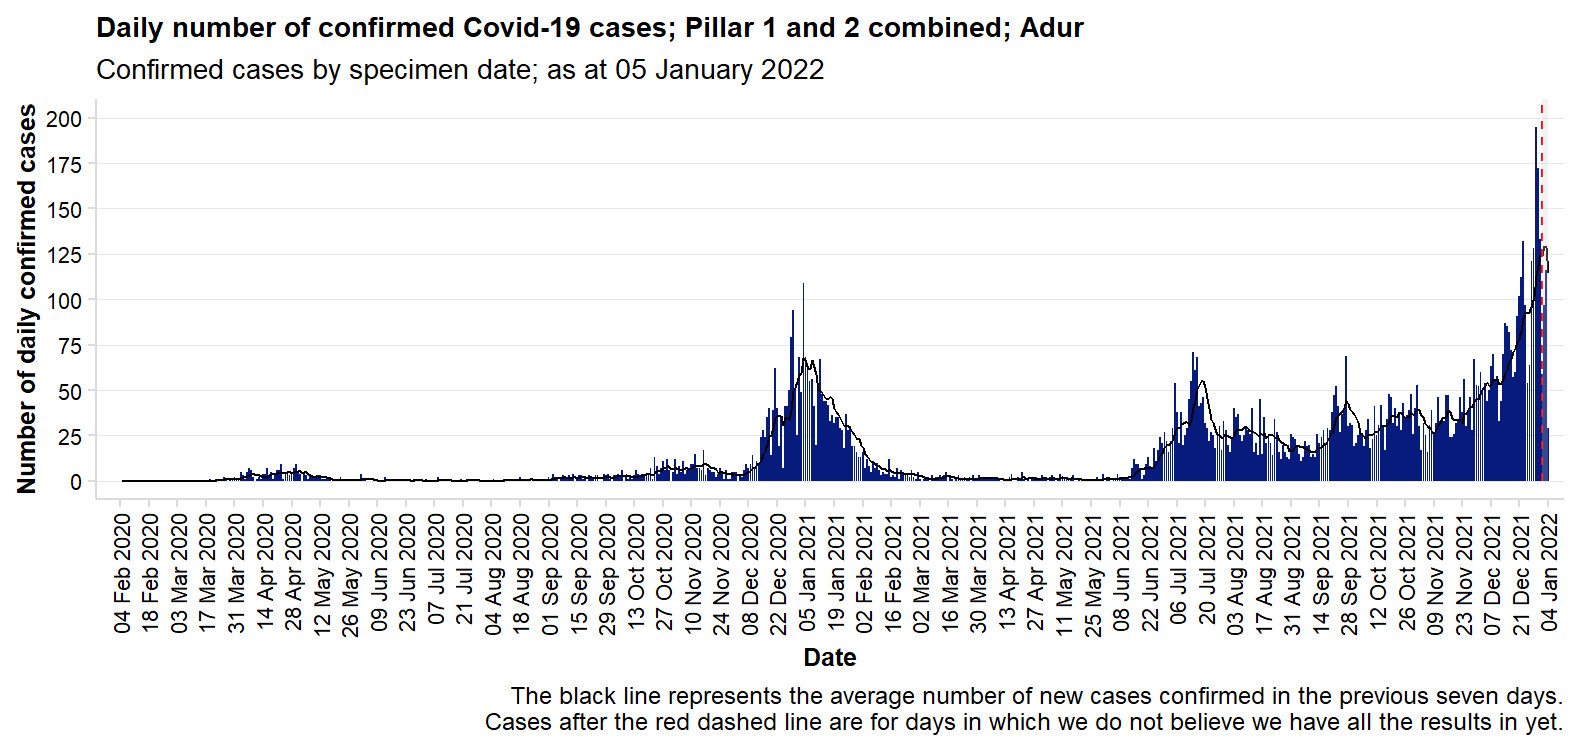 Daily number of confirmed Covid-19 cases; Pillar 1 and 2 combined; Adur
Confirmed cases by specimen date; as at 05 January 2022
Number of daily confirmed cases
200
175
150
125
100
75
50
25
0
04 Feb 2020
18 Feb 2020
03 Mar 2020
17 Mar 2020
31 Mar 2020
14 Apr 2020
28 Apr 2020
12 May 2020
26 May 2020
09 Jun 2020
23 Jun 2020
07 Jul 2020
21 Jul 2020
04 Aug 2020
18 Aug 2020
01 Sep 2020
15 Sep 2020
29 Sep 2020
13 Oct 2020
27 Oct 2020
10 Nov 2020
24 Nov 2020
08 Dec 2020
22 Dec 2020
05 Jan 2021
19 Jan 2021
02 Feb 2021
16 Feb 2021
02 Mar 2021
16 Mar 2021
30 Mar 2021
13 Apr 2021
27 Apr 2021
11 May 2021
25 May 2021
08 Jun 2021
22 Jun 2021
06 Jul 2021
20 Jul 2021
03 Aug 2021
17 Aug 2021
31 Aug 2021
14 Sep 2021
28 Sep 2021
12 Oct 2021
26 Oct 2021
09 Nov 2021
23 Nov 2021
07 Dec 2021
21 Dec 2021
04 Jan 2022
Date
The black line represents the average number of new cases confirmed in the previous seven days.
Cases after the red dashed line are for days in which we do not believe we have all the results in yet.